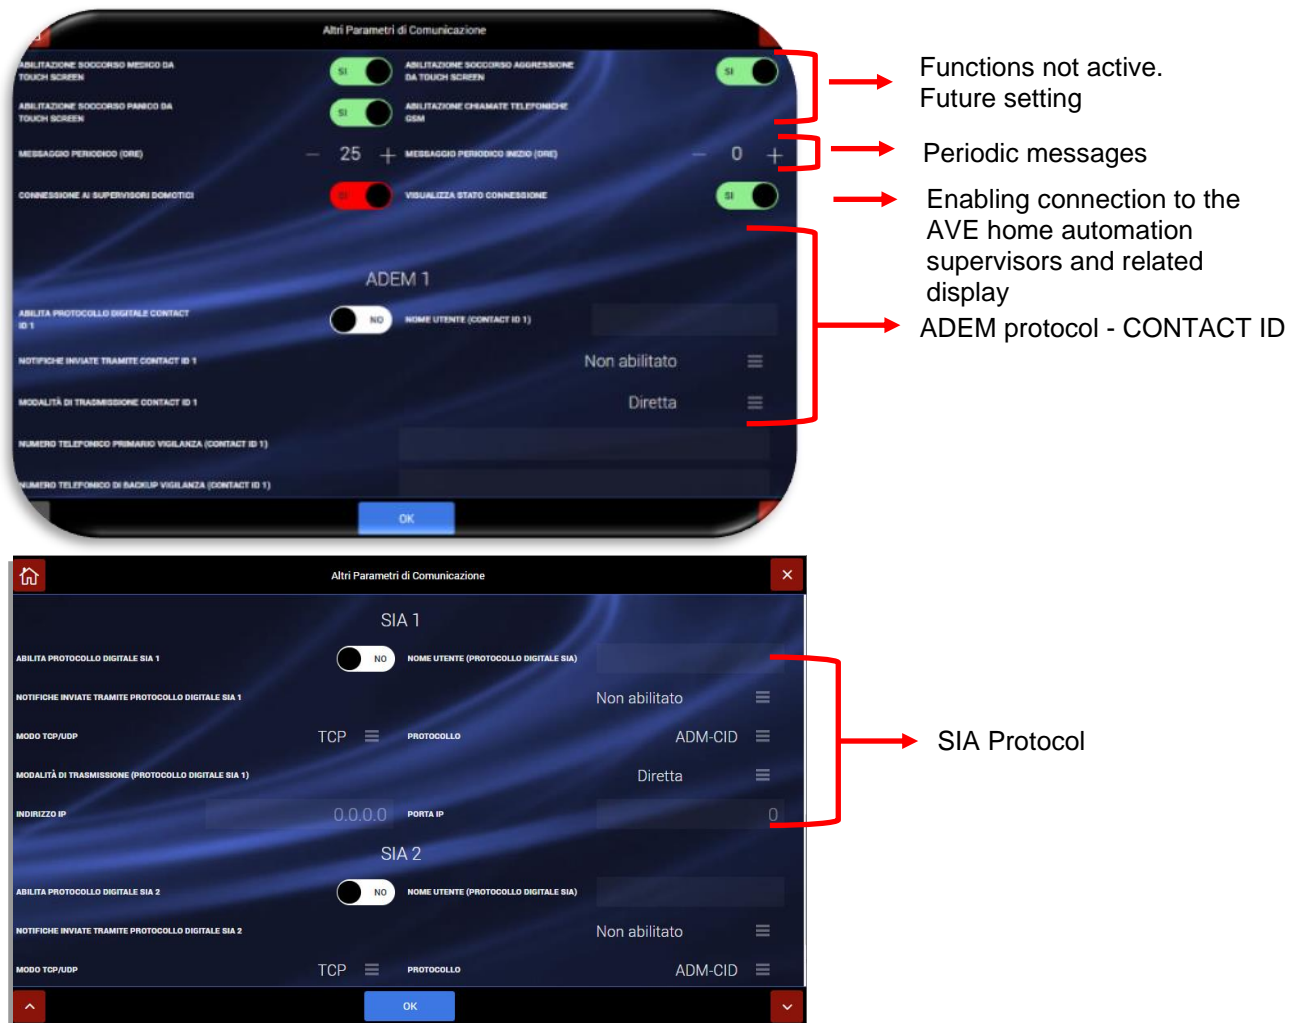 Altri Parametri di Comunicazione
ABILITAZIONE SOCCORSO MEDICO DA
TOUCH SCREEN
SI
ABILITAZIONE SOCCORSO AGGRESSIONE
DA TOUCH SCREEN
SI
ABILITAZIONE SOCCORSO PANICO DA
TOUCH SCREEN
SI
ABILITAZIONE CHIAMATE TELEFONICHE
GSM
MESSAGGIO PERIODICO (ORE)
— 25 +
MESSAGGIO PERIODICO INIZIO (ORE)
— 0 +
CONNESSIONE AI SUPERVISORI DOMOTICI
SI
VISUALIZZA STATO CONNESSIONE
SI
ADEM 1
ABILITA PROTOCOLLO DIGITALE CONTACT
ID 1
NO
NOME UTENTE (CONTACT ID 1)
NOTIFICHE INVIATE TRAMITE CONTACT ID 1
Non abilitato
MODALITÀ DI TRASMISSIONE CONTACT ID 1
Diretta
NUMERO TELEFONICO PRIMARIO VIGILANZA (CONTACT ID 1)
NUMERO TELEFONICO DI BACKUP VIGILANZA (CONTACT ID 1)
OK
Functions not active.
Future setting
Periodic messages
Enabling connection to the
AVE home automation
supervisors and related
display
ADEM protocol - CONTACT ID
Altri Parametri di Comunicazione
SIA 1
ABILITA PROTOCOLLO DIGITALE SIA 1
NO
NOME UTENTE (PROTOCOLLO DIGITALE SIA)
NOTIFICHE INVIATE TRAMITE PROTOCOLLO DIGITALE SIA 1
Non abilitato
MODO TCP/UDP
TCP
PROTOCOLLO
ADM-CID
MODALITÀ DI TRASMISSIONE (PROTOCOLLO DIGITALE SIA 1)
Diretta
INDIRIZZO IP
0.0.0.0
PORTA IP
0
SIA 2
ABILITA PROTOCOLLO DIGITALE SIA 2
NO
NOME UTENTE (PROTOCOLLO DIGITALE SIA)
NOTIFICHE INVIATE TRAMITE PROTOCOLLO DIGITALE SIA 2
Non abilitato
MODO TCP/UDP
TCP
PROTOCOLLO
ADM-CID
OK
SIA Protocol